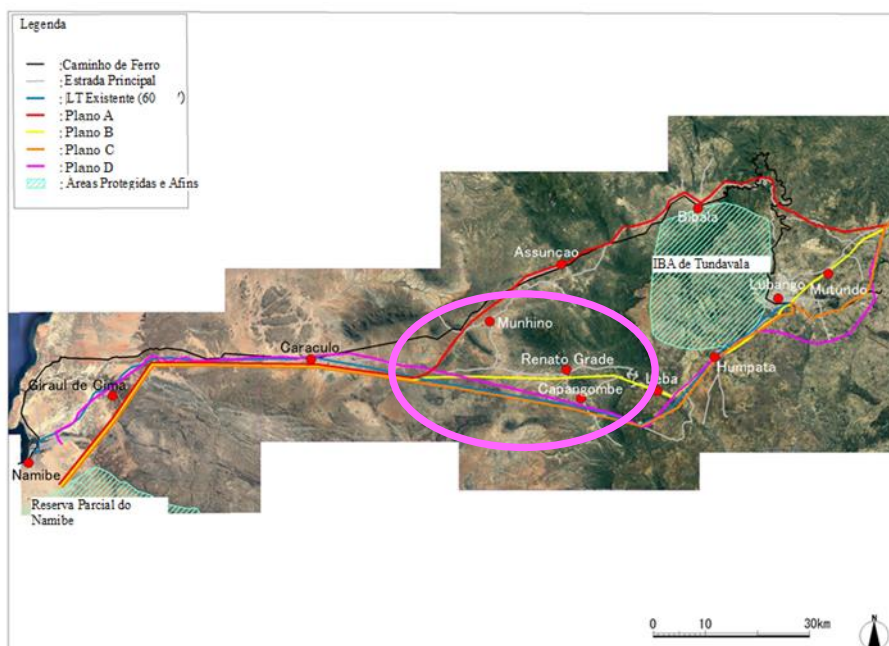 Legenda
:Caminho de Ferro
:Estrada Principal
:LT Existente (60
:Plano A
:Plano B
:Plano C
:Plano D
:Áreas Protegidas e Afins
Bibala
Assunçao
IBA de Tundavala
Lubango
Mutundo
Munhino
Caraculo
Renato Grade
Humpata
Leba
Capangombe
Giraul de Cima
Namibe
Reserva Parcial do
Namibe
0 10 30km
N